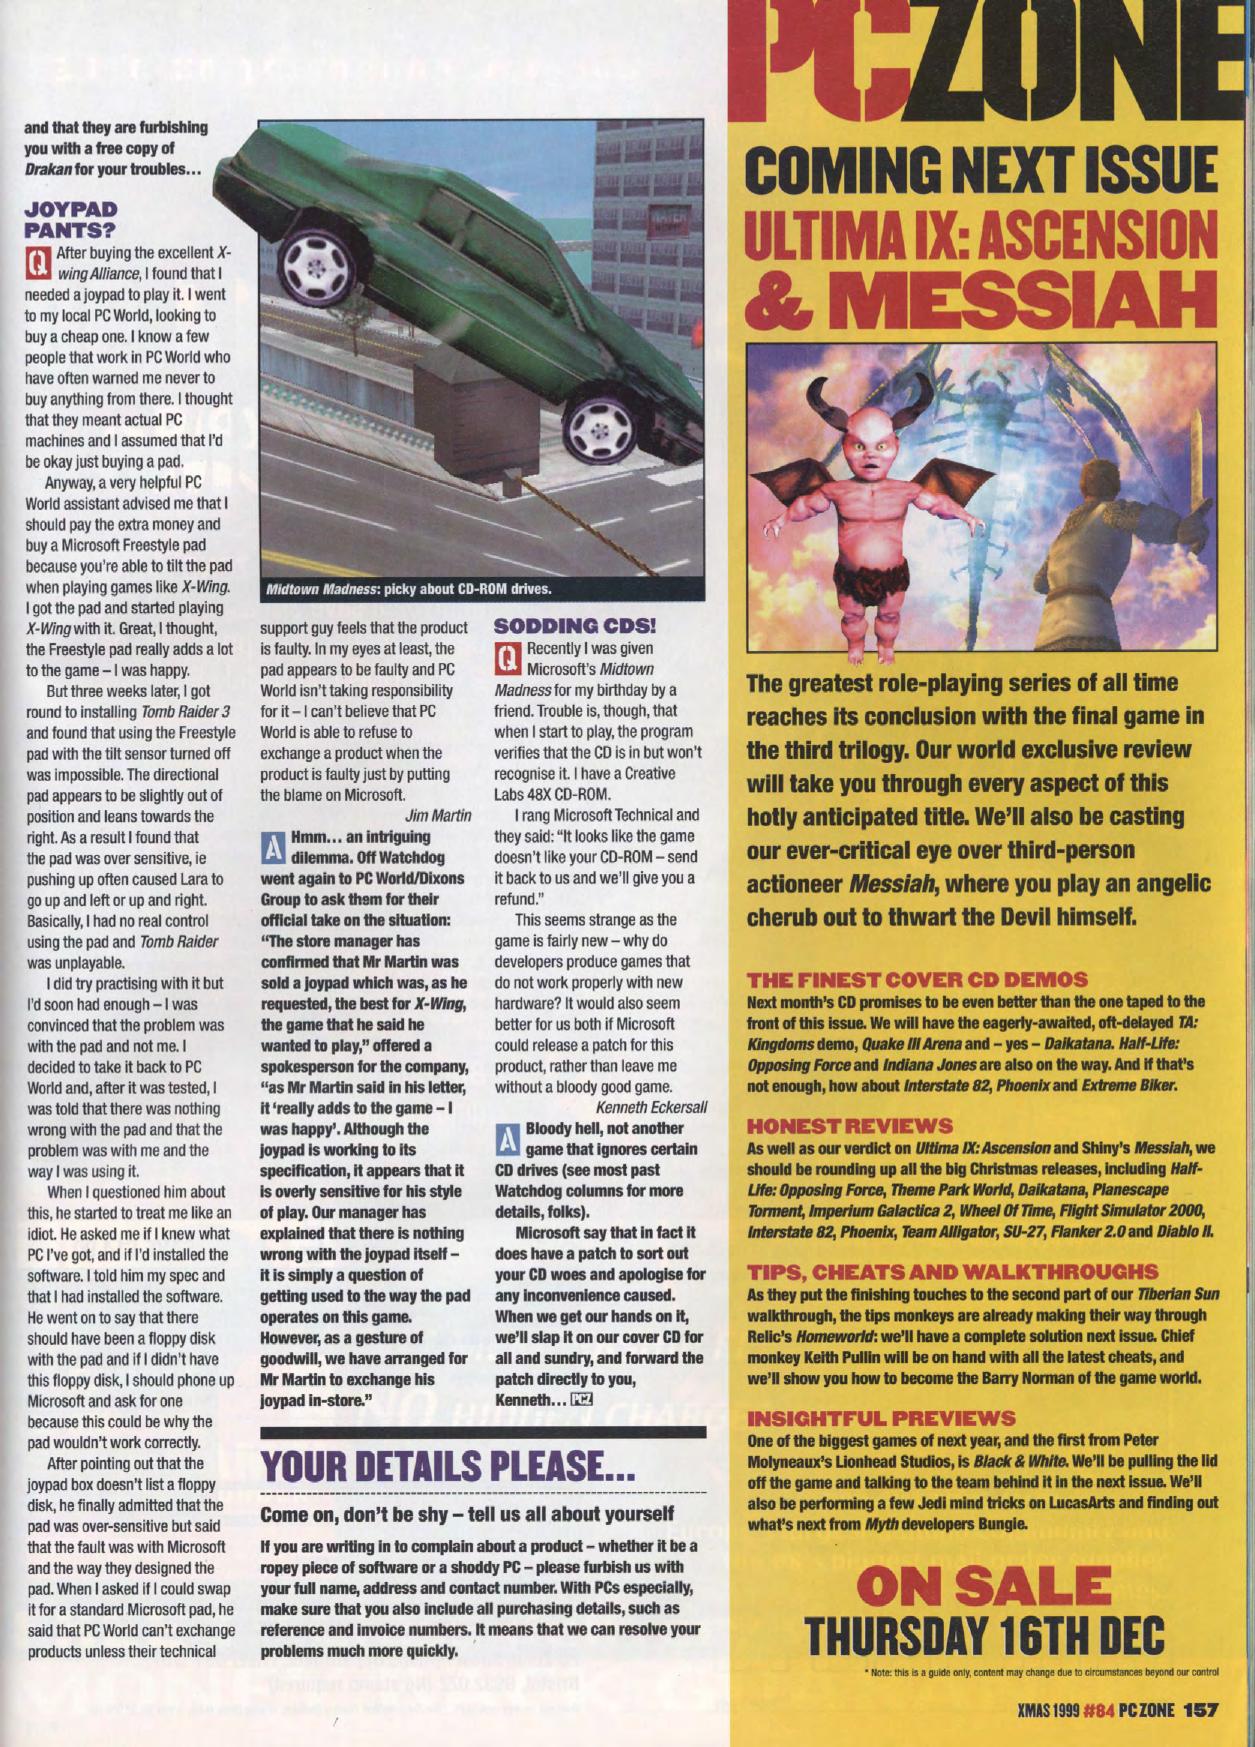 and that they are furbishing
you with a free copy of
Drakan for your troubles...
JOYPAD
PANTS?
Q After buying the excellent X-
wing Alliance, I found that I
needed a joypad to play it. I went
to my local PC World, looking to
buy a cheap one. I know a few
people that work in PC World who
have often warned me never to
buy anything from there. I thought
that they meant actual PC
machines and I assumed that I'd
be okay just buying a pad.
Anyway, a very helpful PC
World assistant advised me that I
should pay the extra money and
buy a Microsoft Freestyle pad
because you're able to tilt the pad
when playing games like X-Wing.
I got the pad and started playing
X-Wing with it. Great, I thought,
the Freestyle pad really adds a lot
to the game – I was happy.
But three weeks later, I got
round to installing Tomb Raider 3
and found that using the Freestyle
pad with the tilt sensor turned off
was impossible. The directional
pad appears to be slightly out of
position and leans towards the
right. As a result I found that
the pad was over sensitive, ie
pushing up often caused Lara to
go up and left or up and right.
Basically, I had no real control
using the pad and Tomb Raider
was unplayable.
I did try practising with it but
I'd soon had enough – I was
convinced that the problem was
with the pad and not me. I
decided to take it back to PC
World and, after it was tested, I
was told that there was nothing
wrong with the pad and that the
problem was with me and the
way I was using it.
When I questioned him about
this, he started to treat me like an
idiot. He asked me if I knew what
PC I've got, and if I'd installed the
software. I told him my spec and
that I had installed the software.
He went on to say that there
should have been a floppy disk
with the pad and if I didn't have
this floppy disk, I should phone up
Microsoft and ask for one
because this could be why the
pad wouldn't work correctly.
After pointing out that the
joypad box doesn't list a floppy
disk, he finally admitted that the
pad was over-sensitive but said
that the fault was with Microsoft
and the way they designed the
pad. When I asked if I could swap
it for a standard Microsoft pad, he
said that PC World can't exchange
products unless their technical
Midtown Madness: picky about CD-ROM drives.
support guy feels that the product
is faulty. In my eyes at least, the
pad appears to be faulty and PC
World isn't taking responsibility
for it – I can't believe that PC
World is able to refuse to
exchange a product when the
product is faulty just by putting
the blame on Microsoft.
Jim Martin
A Hmm... an intriguing
dilemma. Off Watchdog
went again to PC World/Dixons
Group to ask them for their
official take on the situation:
"The store manager has
confirmed that Mr Martin was
sold a joypad which was, as he
requested, the best for X-Wing,
the game that he said he
wanted to play," offered a
spokesperson for the company,
"as Mr Martin said in his letter,
it 'really adds to the game – I
was happy'. Although the
joypad is working to its
specification, it appears that it
is overly sensitive for his style
of play. Our manager has
explained that there is nothing
wrong with the joypad itself –
it is simply a question of
getting used to the way the pad
operates on this game.
However, as a gesture of
goodwill, we have arranged for
Mr Martin to exchange his
joypad in-store."
SODDING CDS!
Q Recently I was given
Microsoft's Midtown
Madness for my birthday by a
friend. Trouble is, though, that
when I start to play, the program
verifies that the CD is in but won't
recognise it. I have a Creative
Labs 48X CD-ROM.
I rang Microsoft Technical and
they said: "It looks like the game
doesn't like your CD-ROM – send
it back to us and we'll give you a
refund."
This seems strange as the
game is fairly new – why do
developers produce games that
do not work properly with new
hardware? It would also seem
better for us both if Microsoft
could release a patch for this
product, rather than leave me
without a bloody good game.
Kenneth Eckersall
A Bloody hell, not another
game that ignores certain
CD drives (see most past
Watchdog columns for more
details, folks).
Microsoft say that in fact it
does have a patch to sort out
your CD woes and apologise for
any inconvenience caused.
When we get our hands on it,
we'll slap it on our cover CD for
all and sundry, and forward the
patch directly to you,
Kenneth... PCZ
YOUR DETAILS PLEASE...
Come on, don't be shy – tell us all about yourself
If you are writing in to complain about a product – whether it be a
ropey piece of software or a shoddy PC – please furbish us with
your full name, address and contact number. With PCs especially,
make sure that you also include all purchasing details, such as
reference and invoice numbers. It means that we can resolve your
problems much more quickly.
PCZONE
COMING NEXT ISSUE
ULTIMA IX: ASCENSION
& MESSIAH
The greatest role-playing series of all time
reaches its conclusion with the final game in
the third trilogy. Our world exclusive review
will take you through every aspect of this
hotly anticipated title. We'll also be casting
our ever-critical eye over third-person
actioneer Messiah, where you play an angelic
cherub out to thwart the Devil himself.
THE FINEST COVER CD DEMOS
Next month's CD promises to be even better than the one taped to the
front of this issue. We will have the eagerly-awaited, oft-delayed TA:
Kingdoms demo, Quake III Arena and – yes – Daikatana. Half-Life:
Opposing Force and Indiana Jones are also on the way. And if that's
not enough, how about Interstate 82, Phoenix and Extreme Biker.
HONEST REVIEWS
As well as our verdict on Ultima IX: Ascension and Shiny's Messiah, we
should be rounding up all the big Christmas releases, including Half-
Life: Opposing Force, Theme Park World, Daikatana, Planescape
Torment, Imperium Galactica 2, Wheel Of Time, Flight Simulator 2000,
Interstate 82, Phoenix, Team Alligator, SU-27, Flanker 2.0 and Diablo II.
TIPS, CHEATS AND WALKTHROUGHS
As they put the finishing touches to the second part of our Tiberian Sun
walkthrough, the tips monkeys are already making their way through
Relic's Homeworld: we'll have a complete solution next issue. Chief
monkey Keith Pullin will be on hand with all the latest cheats, and
we'll show you how to become the Barry Norman of the game world.
INSIGHTFUL PREVIEWS
One of the biggest games of next year, and the first from Peter
Molyneaux's Lionhead Studios, is Black & White. We'll be pulling the lid
off the game and talking to the team behind it in the next issue. We'll
also be performing a few Jedi mind tricks on LucasArts and finding out
what's next from Myth developers Bungie.
ON SALE
THURSDAY 16TH DEC
* Note: this is a guide only, content may change due to circumstances beyond our control
XMAS 1999 #84 PC ZONE 157